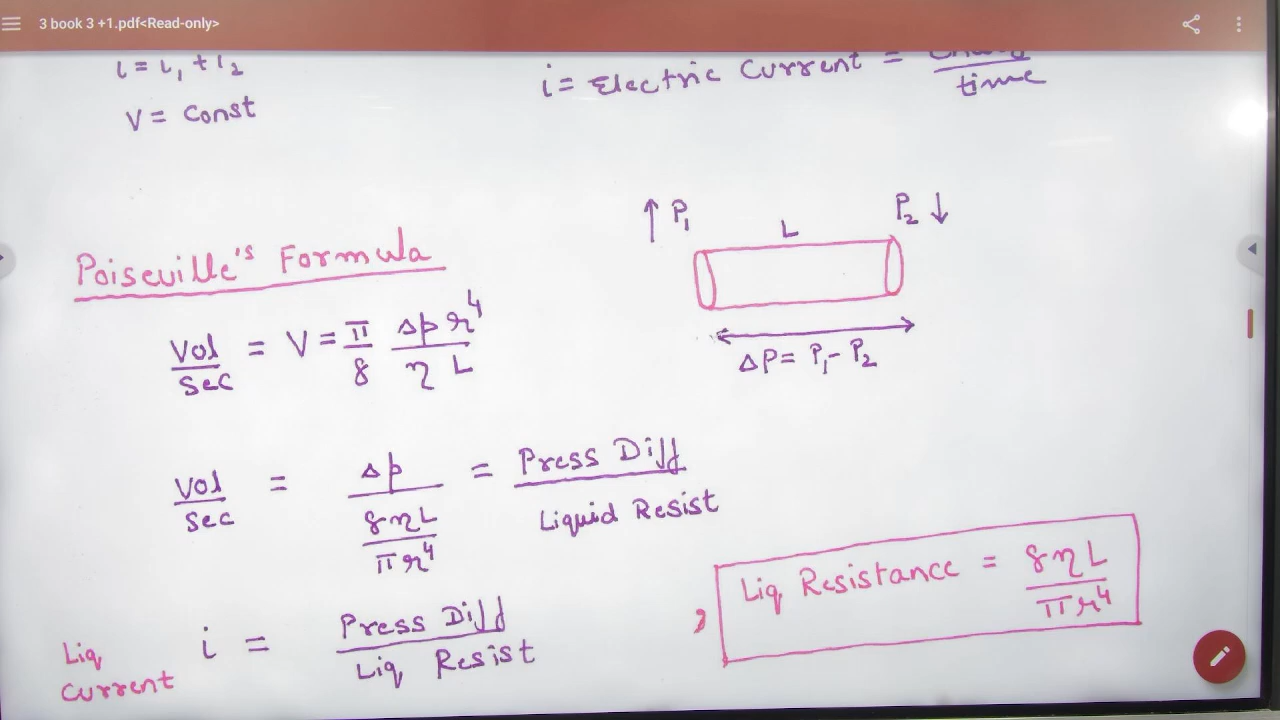 3 book 3 +1.pdf<Read-only>
i = i₁ + i₂
i = Electric Current = / time
V = Const
↑ P₁
L
P₂ ↓
Poiseville's Formula
Vol/Sec = V = π/8 Δp r⁴/η L
ΔP = P₁ - P₂
Vol/Sec = Δp / (8ηL/πr⁴) = Press Diff / Liquid Resist
Liq Resistance = 8ηL/πr⁴
Liq Current i = Press Diff / Liq Resist ,